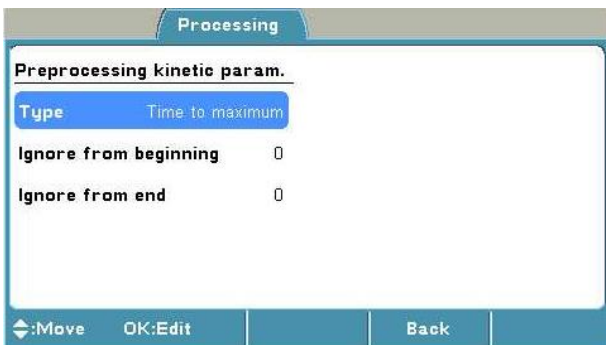 Processing
Preprocessing kinetic param.
Type Time to maximum
Ignore from beginning 0
Ignore from end 0
:Move OK:Edit Back